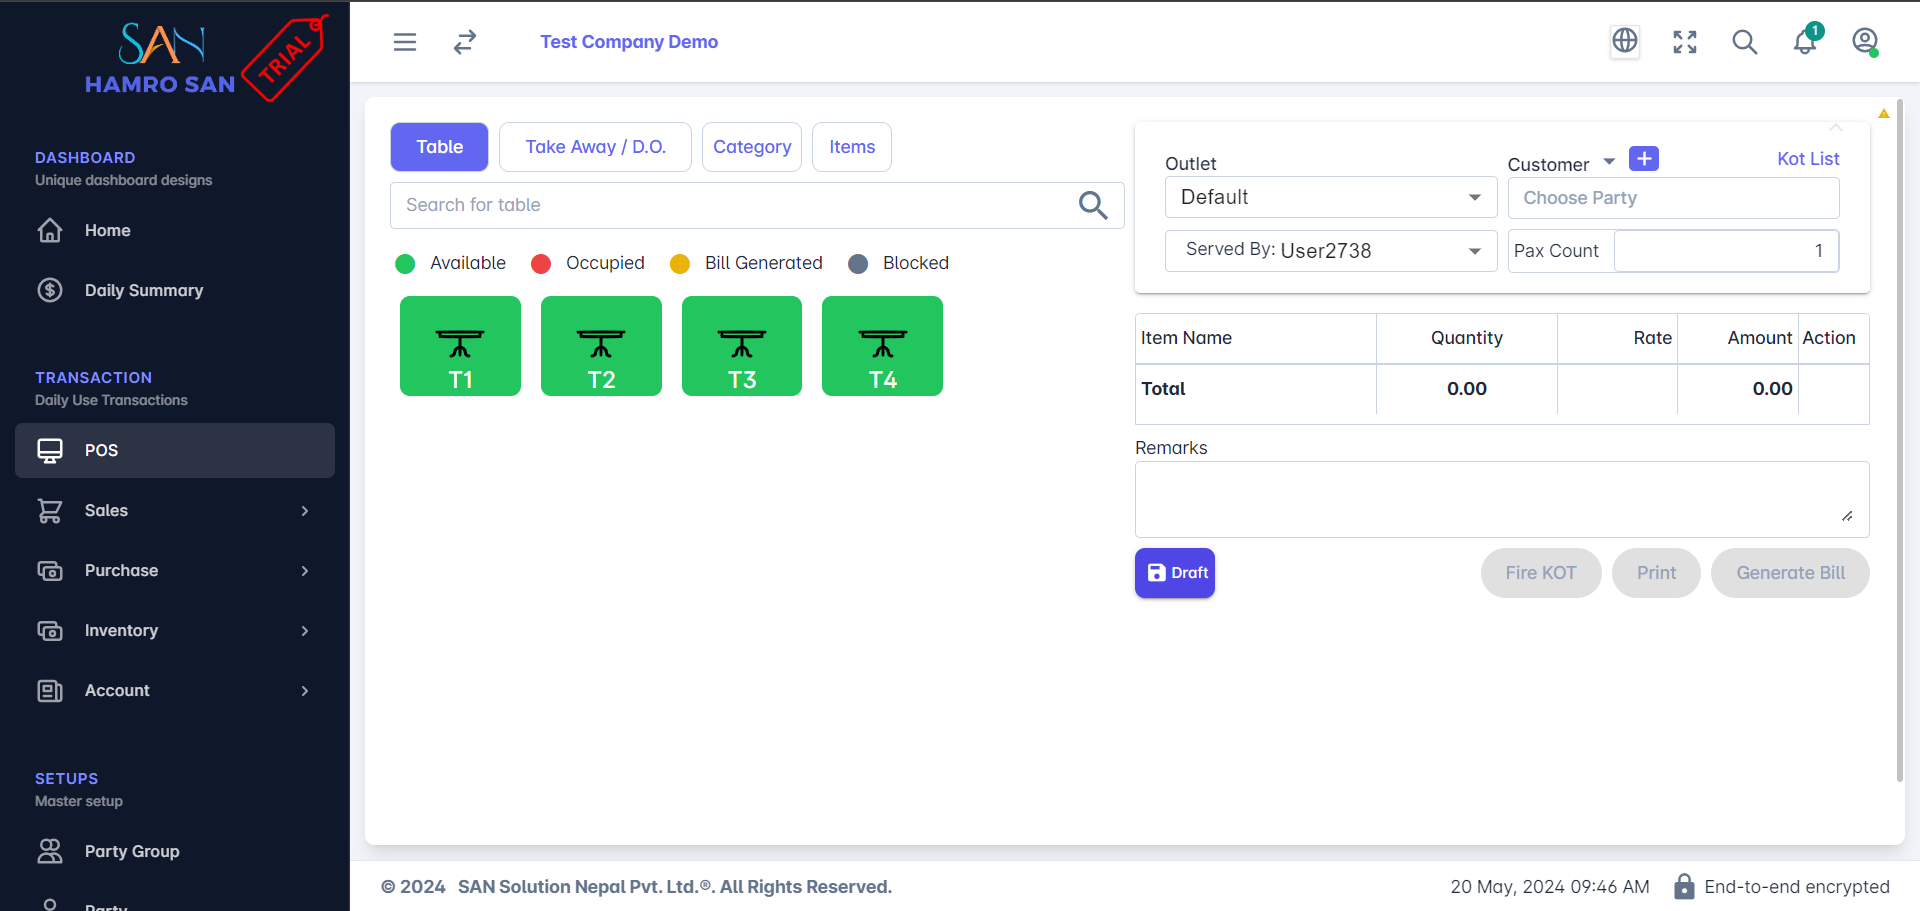 SAN
HAMRO SAN
TRIAL
DASHBOARD
Unique dashboard designs
Home
Daily Summary
TRANSACTION
Daily Use Transactions
POS
Sales
Purchase
Inventory
Account
SETUPS
Master setup
Party Group
Party
Test Company Demo
1
Table
Take Away / D.O.
Category
Items
Search for table
Available
Occupied
Bill Generated
Blocked
T1
T2
T3
T4
Outlet
Default
Customer
Kot List
Choose Party
Served By: User2738
Pax Count 1
Item Name Quantity Rate Amount Action
Total 0.00 0.00
Remarks
Draft
Fire KOT
Print
Generate Bill
© 2024 SAN Solution Nepal Pvt. Ltd.®. All Rights Reserved.
20 May, 2024 09:46 AM
End-to-end encrypted